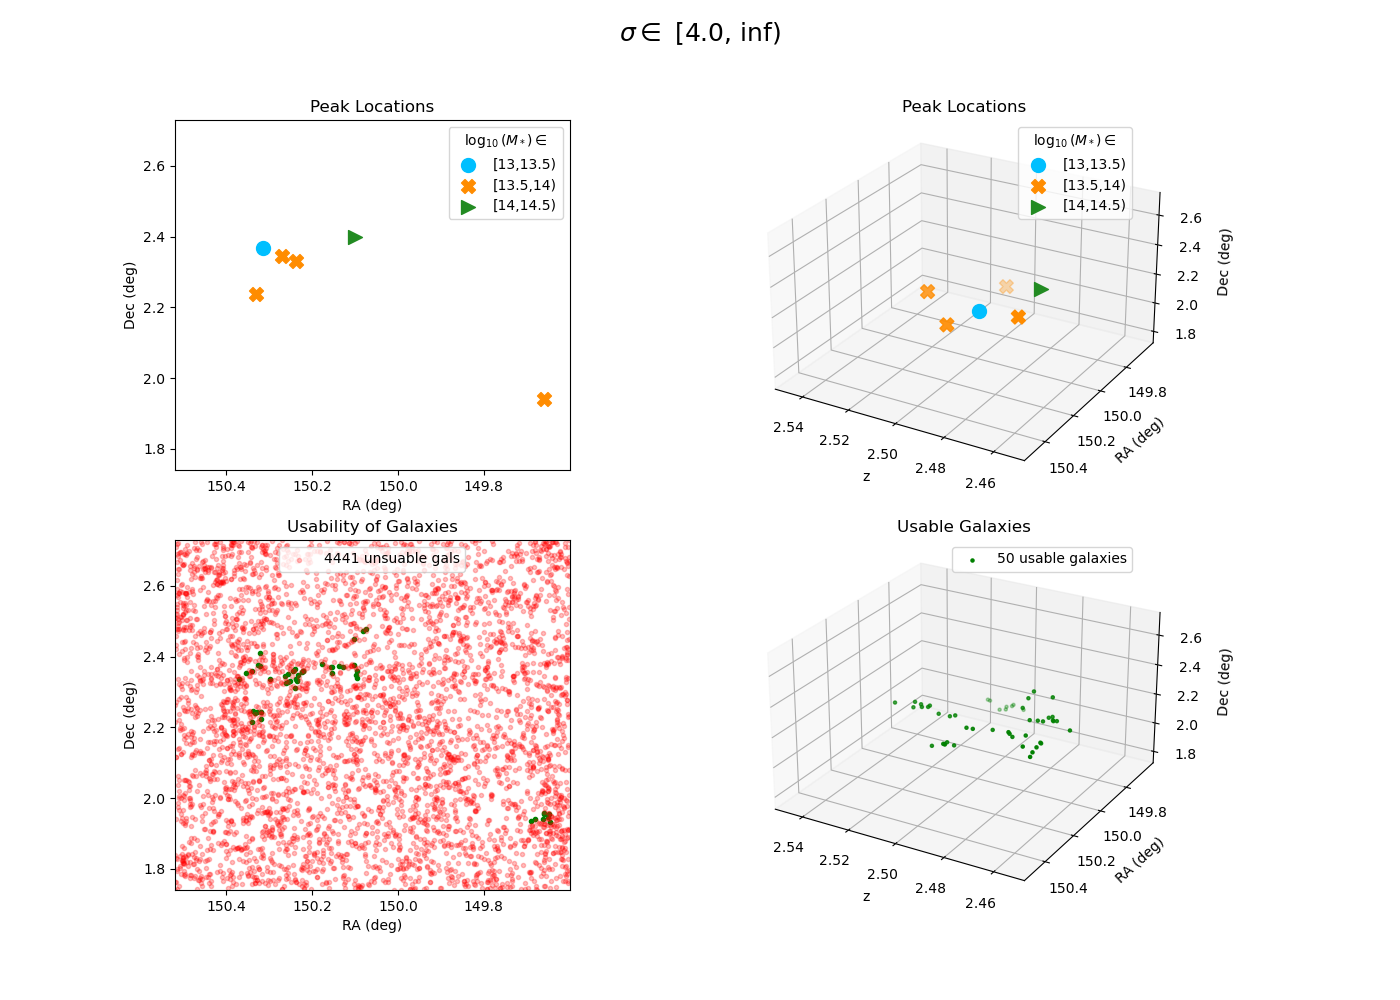 σ ∈ [4.0, inf)
Peak Locations
log₁₀(M*) ∈
[13,13.5)
[13.5,14)
[14,14.5)
2.6
2.4
2.2
2.0
1.8
Dec (deg)
150.4 150.2 150.0 149.8
RA (deg)
Peak Locations
log₁₀(M*) ∈
[13,13.5)
[13.5,14)
[14,14.5)
2.6
2.4
2.2
2.0
1.8
Dec (deg)
149.8
150.0
150.2
150.4
RA (deg)
2.54
2.52
2.50
2.48
2.46
z
Usability of Galaxies
4441 unsuable gals
2.6
2.4
2.2
2.0
1.8
Dec (deg)
150.4 150.2 150.0 149.8
RA (deg)
Usable Galaxies
50 usable galaxies
2.6
2.4
2.2
2.0
1.8
Dec (deg)
149.8
150.0
150.2
150.4
RA (deg)
2.54
2.52
2.50
2.48
2.46
z